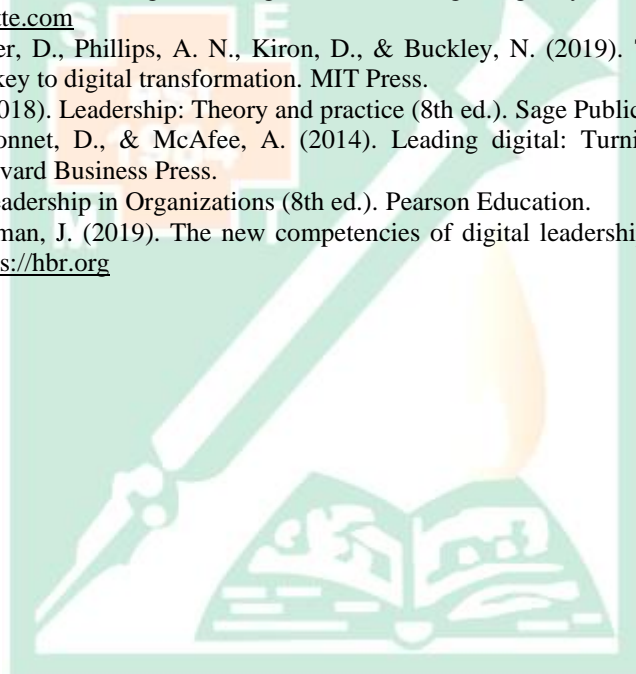 tte.com
er, D., Phillips, A. N., Kiron, D., & Buckley, N. (2019).
key to digital transformation. MIT Press.
018). Leadership: Theory and practice (8th ed.). Sage Public
onnet, D., & McAfee, A. (2014). Leading digital: Turni
vard Business Press.
eadership in Organizations (8th ed.). Pearson Education.
man, J. (2019). The new competencies of digital leadershi
s://hbr.org
S E
M T